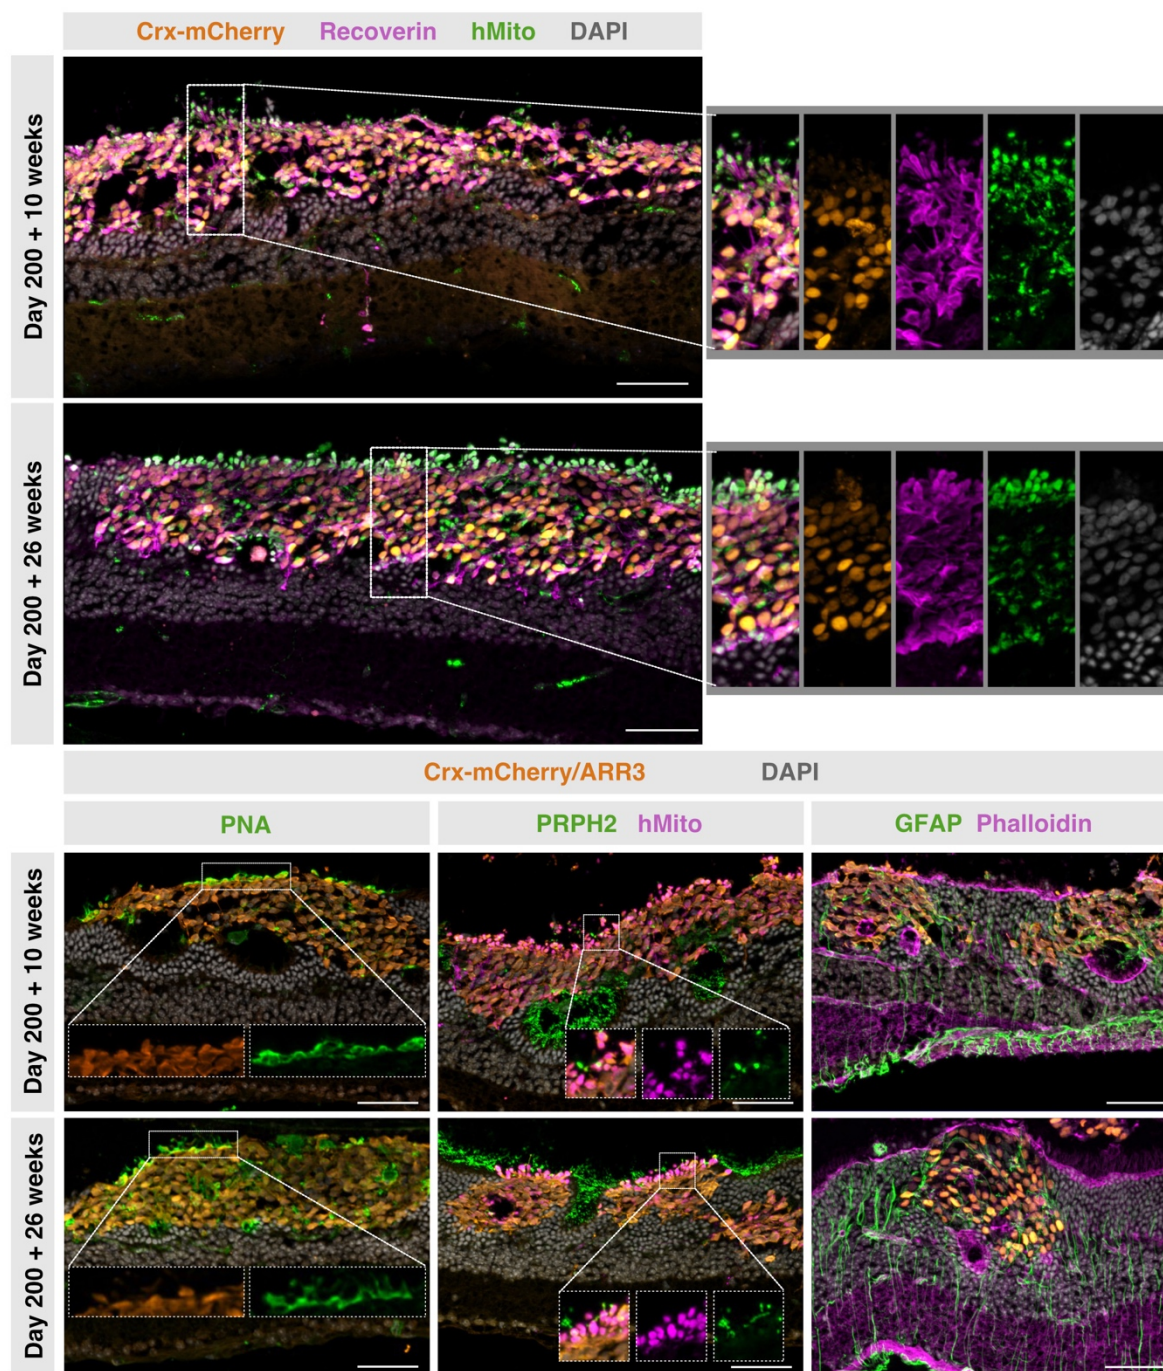 Crx-mCherry Recoverin hMito DAPI
Day 200 + 10 weeks
Day 200 + 26 weeks
Crx-mCherry/ARR3 DAPI
PNA
PRPH2 hMito
GFAP Phalloidin
Day 200 + 10 weeks
Day 200 + 26 weeks